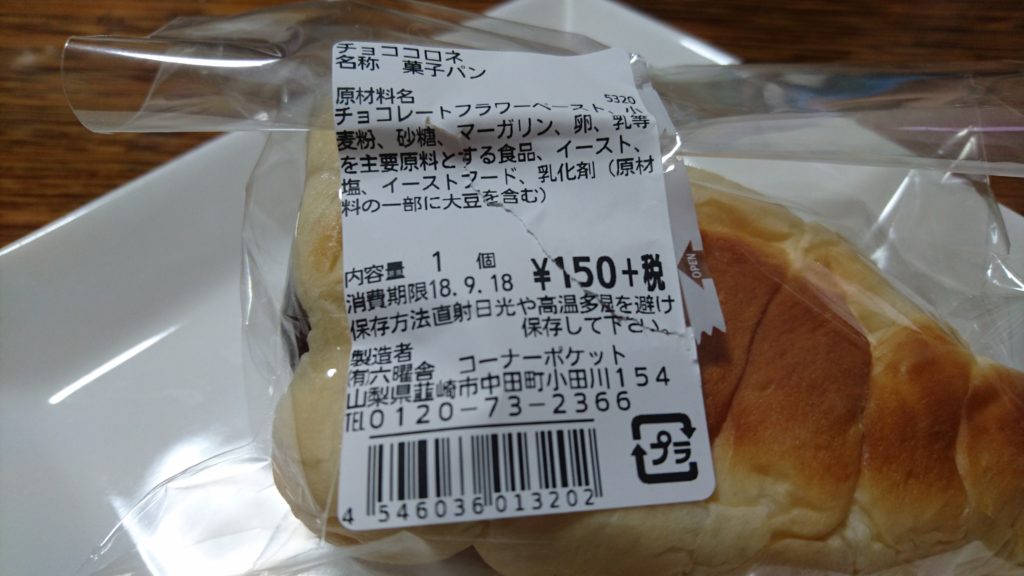 チョココロネ
名称 菓子パン
原材料名 5320
チョコレートフラワーペースト、小
麦粉、砂糖、マーガリン、卵、乳等
を主要原料とする食品、イースト、
塩、イーストフード、乳化剤（原材
料の一部に大豆を含む）
内容量 1 個 ¥150+税
消費期限18.9.18
保存方法直射日光や高温多湿を避け
保存して下さい
製造者
㈲六曜舎 コーナーポケット
山梨県韮崎市中田町小田川154
TEL0120-73-2366
4 546036 013202
プラ
OPEN